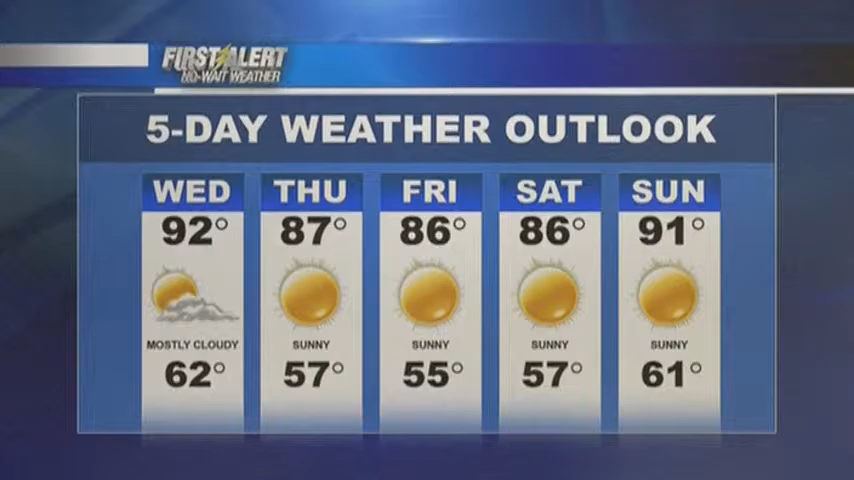 FIRST ALERT
NO-WAIT WEATHER
5-DAY WEATHER OUTLOOK
WED THU FRI SAT SUN
92° 87° 86° 86° 91°
MOSTLY CLOUDY SUNNY SUNNY SUNNY SUNNY
62° 57° 55° 57° 61°